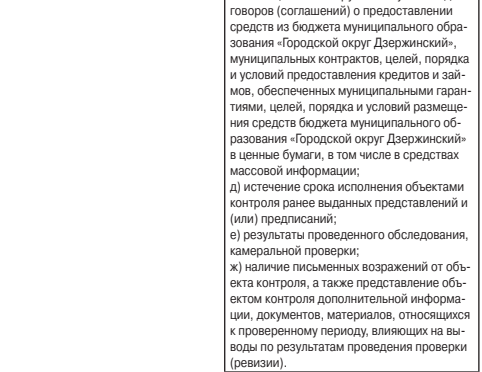 говоров (соглашений) о предоставлении
средств из бюджета муниципального обра-
зования «Городской округ Дзержинский»,
муниципальных контрактов, целей, порядка
и условий предоставления кредитов и зай-
мов, обеспеченных муниципальными гаран-
тиями, целей, порядка и условий размеще-
ния средств бюджета муниципального об-
разования «Городской округ Дзержинский»
в ценные бумаги, в том числе в средствах
массовой информации;
д) истечение срока исполнения объектами
контроля ранее выданных представлений и
(или) предписаний;
е) результаты проведенного обследования,
камеральной проверки;
ж) наличие письменных возражений от объ-
екта контроля, а также представление объ-
ектом контроля дополнительной информа-
ции, документов, материалов, относящихся
к проверенному периоду, влияющих на вы-
воды по результатам проведения проверки
(ревизии).